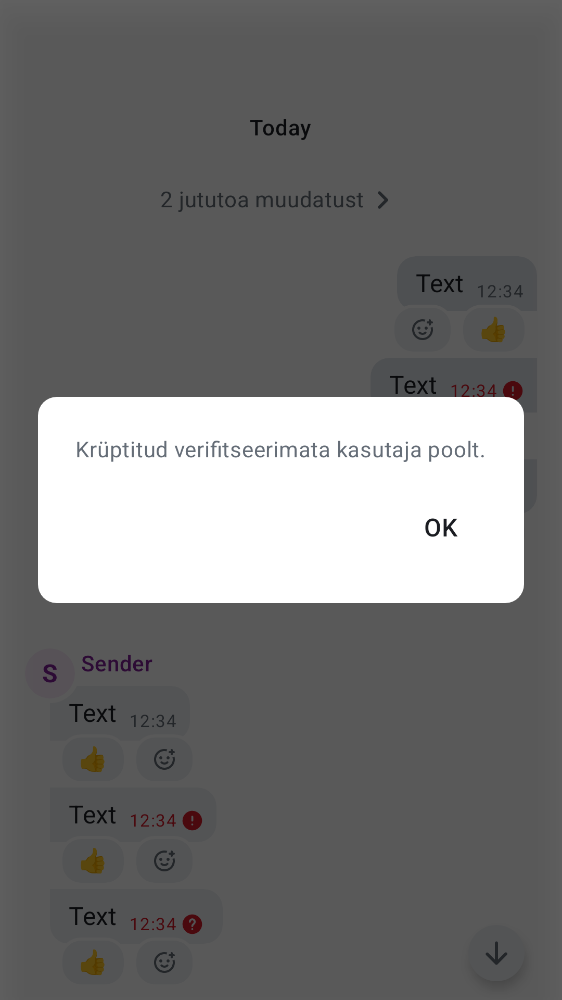 Today
2 jututoa muudatust
Text 12:34
👍
Text 12:34
Krüptitud verifitseerimata kasutaja poolt.
OK
S Sender
Text 12:34
👍
Text 12:34
👍
Text 12:34
👍